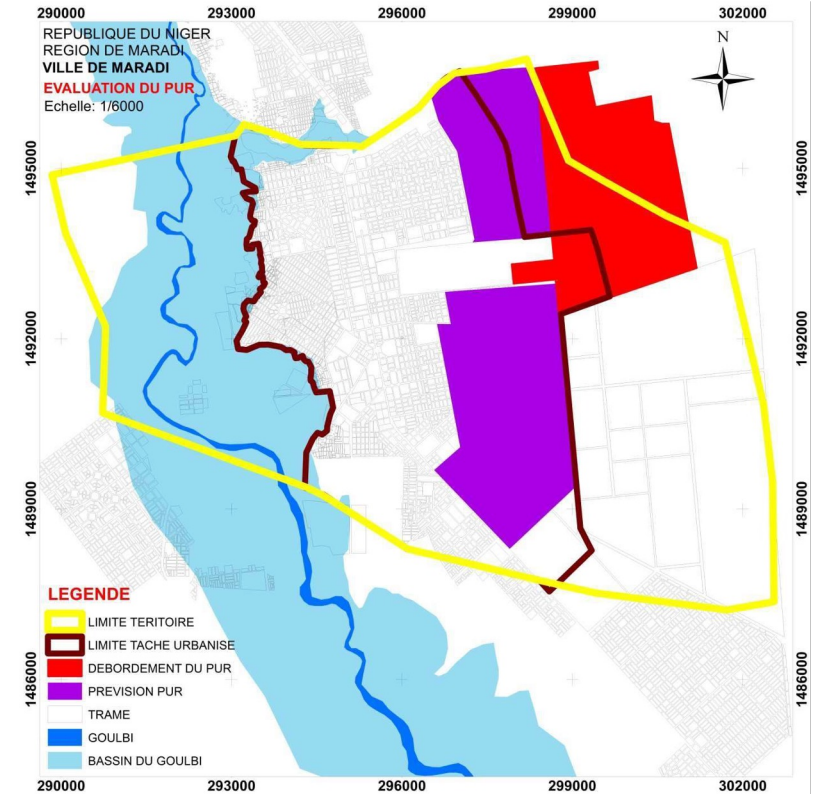 290000 293000 296000 299000 302000
REPUBLIQUE DU NIGER
REGION DE MARADI
VILLE DE MARADI
EVALUATION DU PUR
Echelle: 1/6000
N
1495000 1495000
1492000 1492000
1489000 1489000
1486000 1486000
LEGENDE
LIMITE TERITOIRE
LIMITE TACHE URBANISE
DEBORDEMENT DU PUR
PREVISION PUR
TRAME
GOULBI
BASSIN DU GOULBI
290000 293000 296000 299000 302000